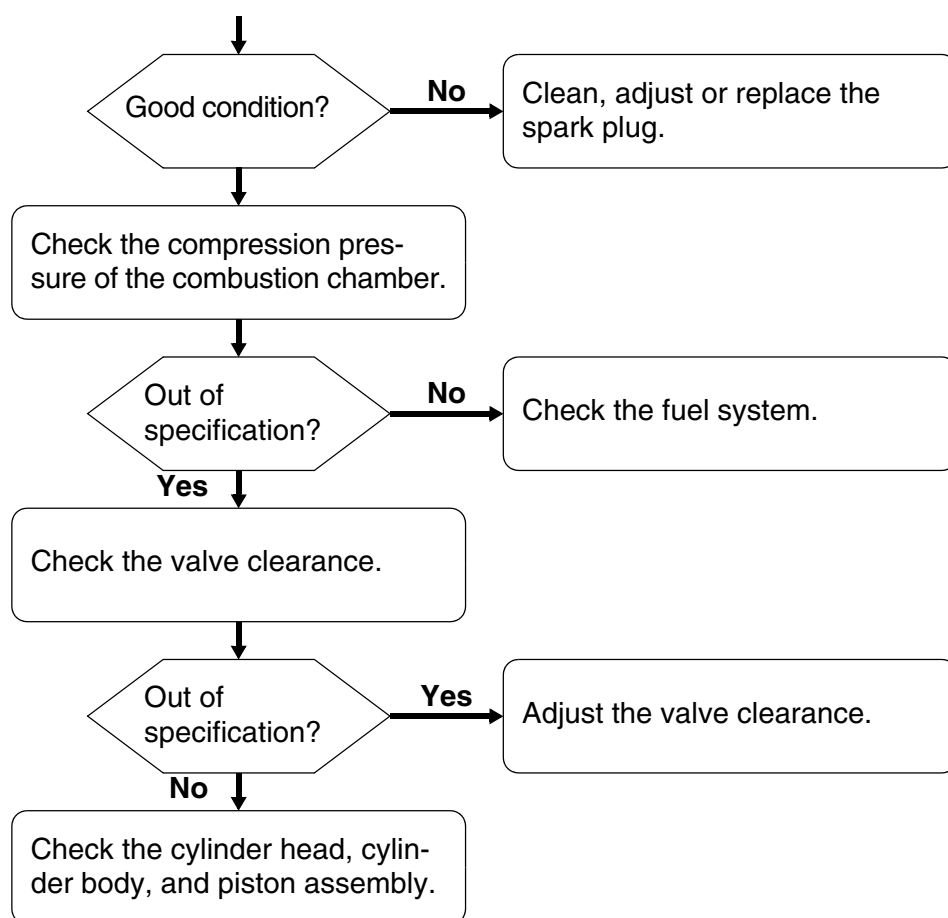 Good condition?
No
Clean, adjust or replace the
spark plug.
Check the compression pres-
sure of the combustion chamber.
Out of
specification?
No
Check the fuel system.
Yes
Check the valve clearance.
Out of
specification?
Yes
Adjust the valve clearance.
No
Check the cylinder head, cylin-
der body, and piston assembly.